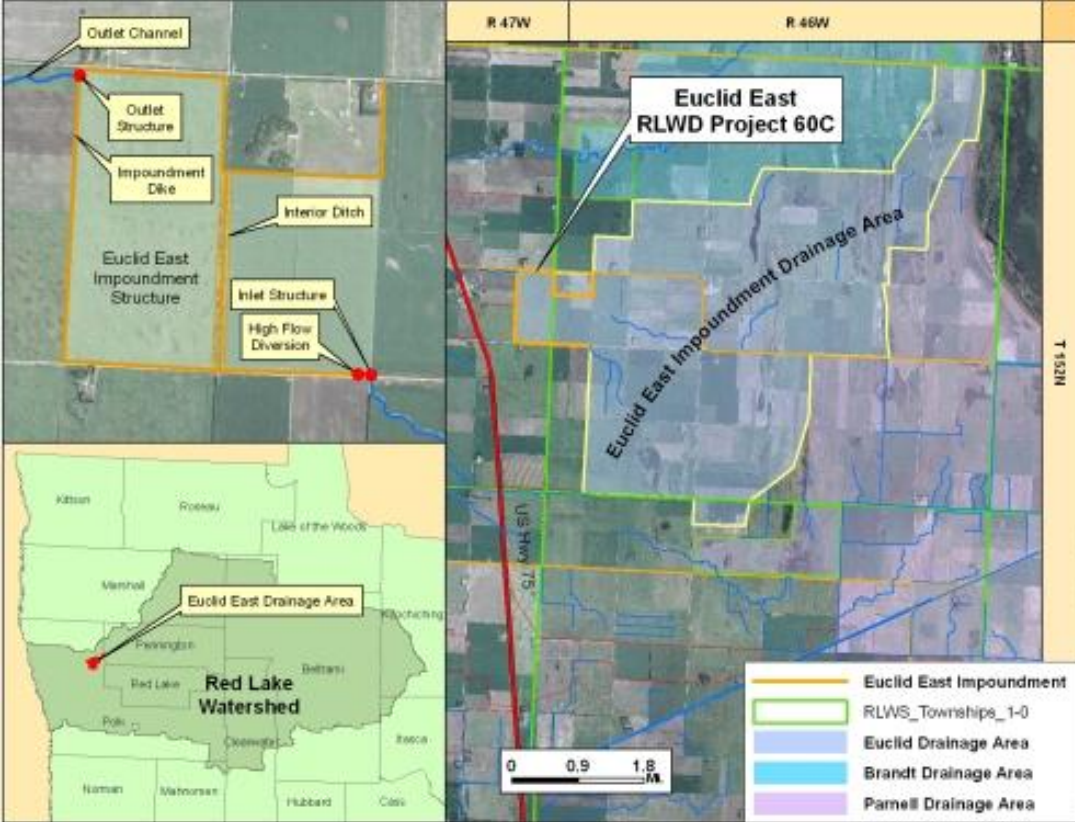 Outlet Channel
Outlet
Structure
Impoundment
Dike
Interior Ditch
Euclid East
Impoundment
Structure
Inlet Structure
High Flow
Diversion
R 47W
R 46W
Euclid East
RLWD Project 60C
Euclid East Impoundment Drainage Area
T 152N
US Hwy 75
Kittson
Roseau
Lake of the Woods
Marshall
Euclid East Drainage Area
Koochiching
Pennington
Beltrami
Red Lake
Red Lake
Watershed
Polk
Clearwater
Itasca
Norman
Mahnomen
Hubbard
Cass
0 0.9 1.8
Mi.
Euclid East Impoundment
RLWS_Townships_1-0
Euclid Drainage Area
Brandt Drainage Area
Parnell Drainage Area